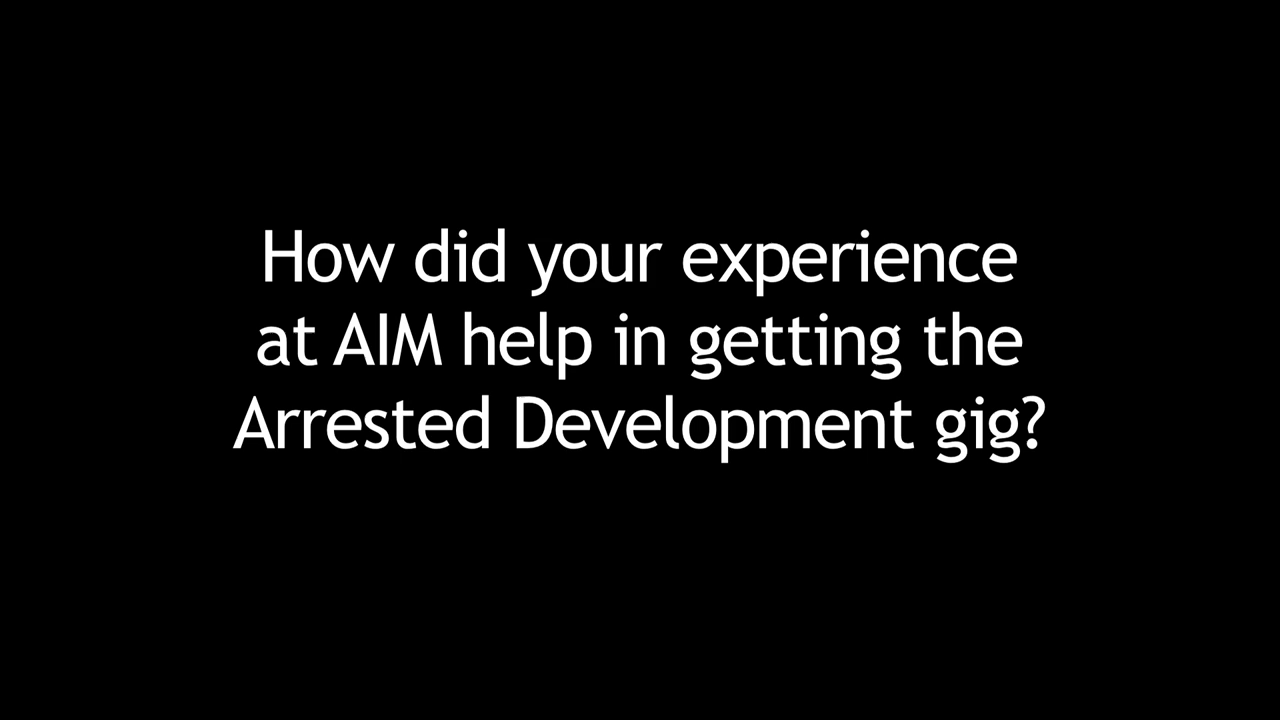 How did your experience
at AIM help in getting the
Arrested Development gig?